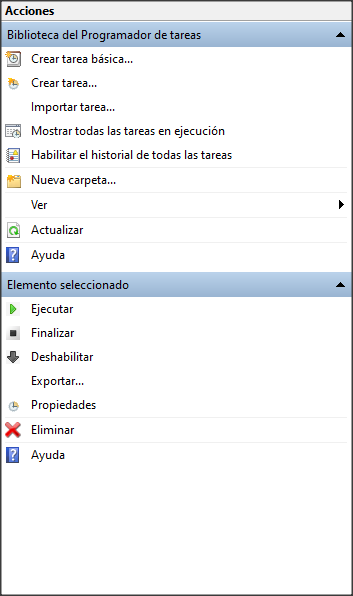 Acciones
Biblioteca del Programador de tareas
Crear tarea básica...
Crear tarea...
Importar tarea...
Mostrar todas las tareas en ejecución
Habilitar el historial de todas las tareas
Nueva carpeta...
Ver
Actualizar
Ayuda
Elemento seleccionado
Ejecutar
Finalizar
Deshabilitar
Exportar...
Propiedades
Eliminar
Ayuda